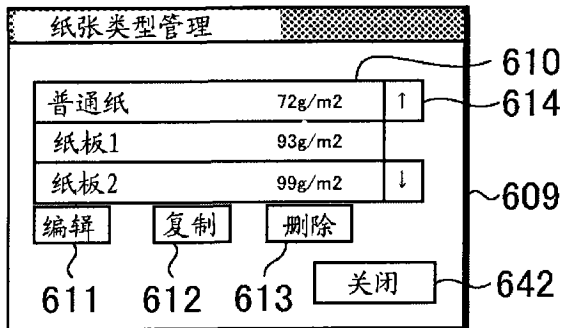 纸张类型管理
610
普通纸 72g/m2 ↑ 614
纸板1 93g/m2
纸板2 99g/m2 ↓ 609
编辑 复制 删除
关闭 642
611 612 613